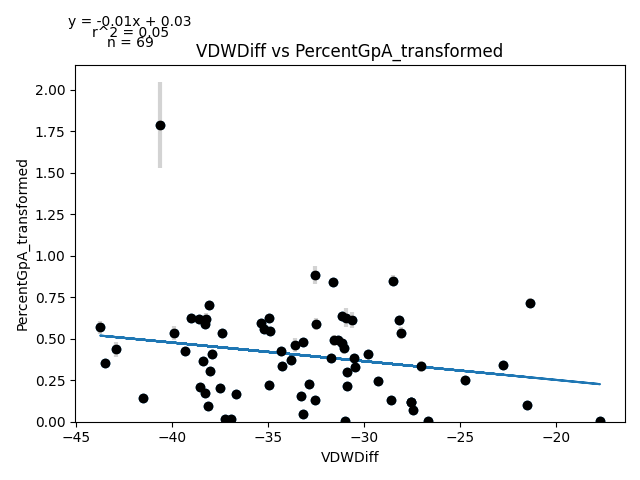 y = -0.01x + 0.03
r^2 = 0.05
n = 69
VDWDiff vs PercentGpA_transformed
PercentGpA_transformed
2.00
1.75
1.50
1.25
1.00
0.75
0.50
0.25
0.00
−45
−40
−35
−30
−25
−20
VDWDiff